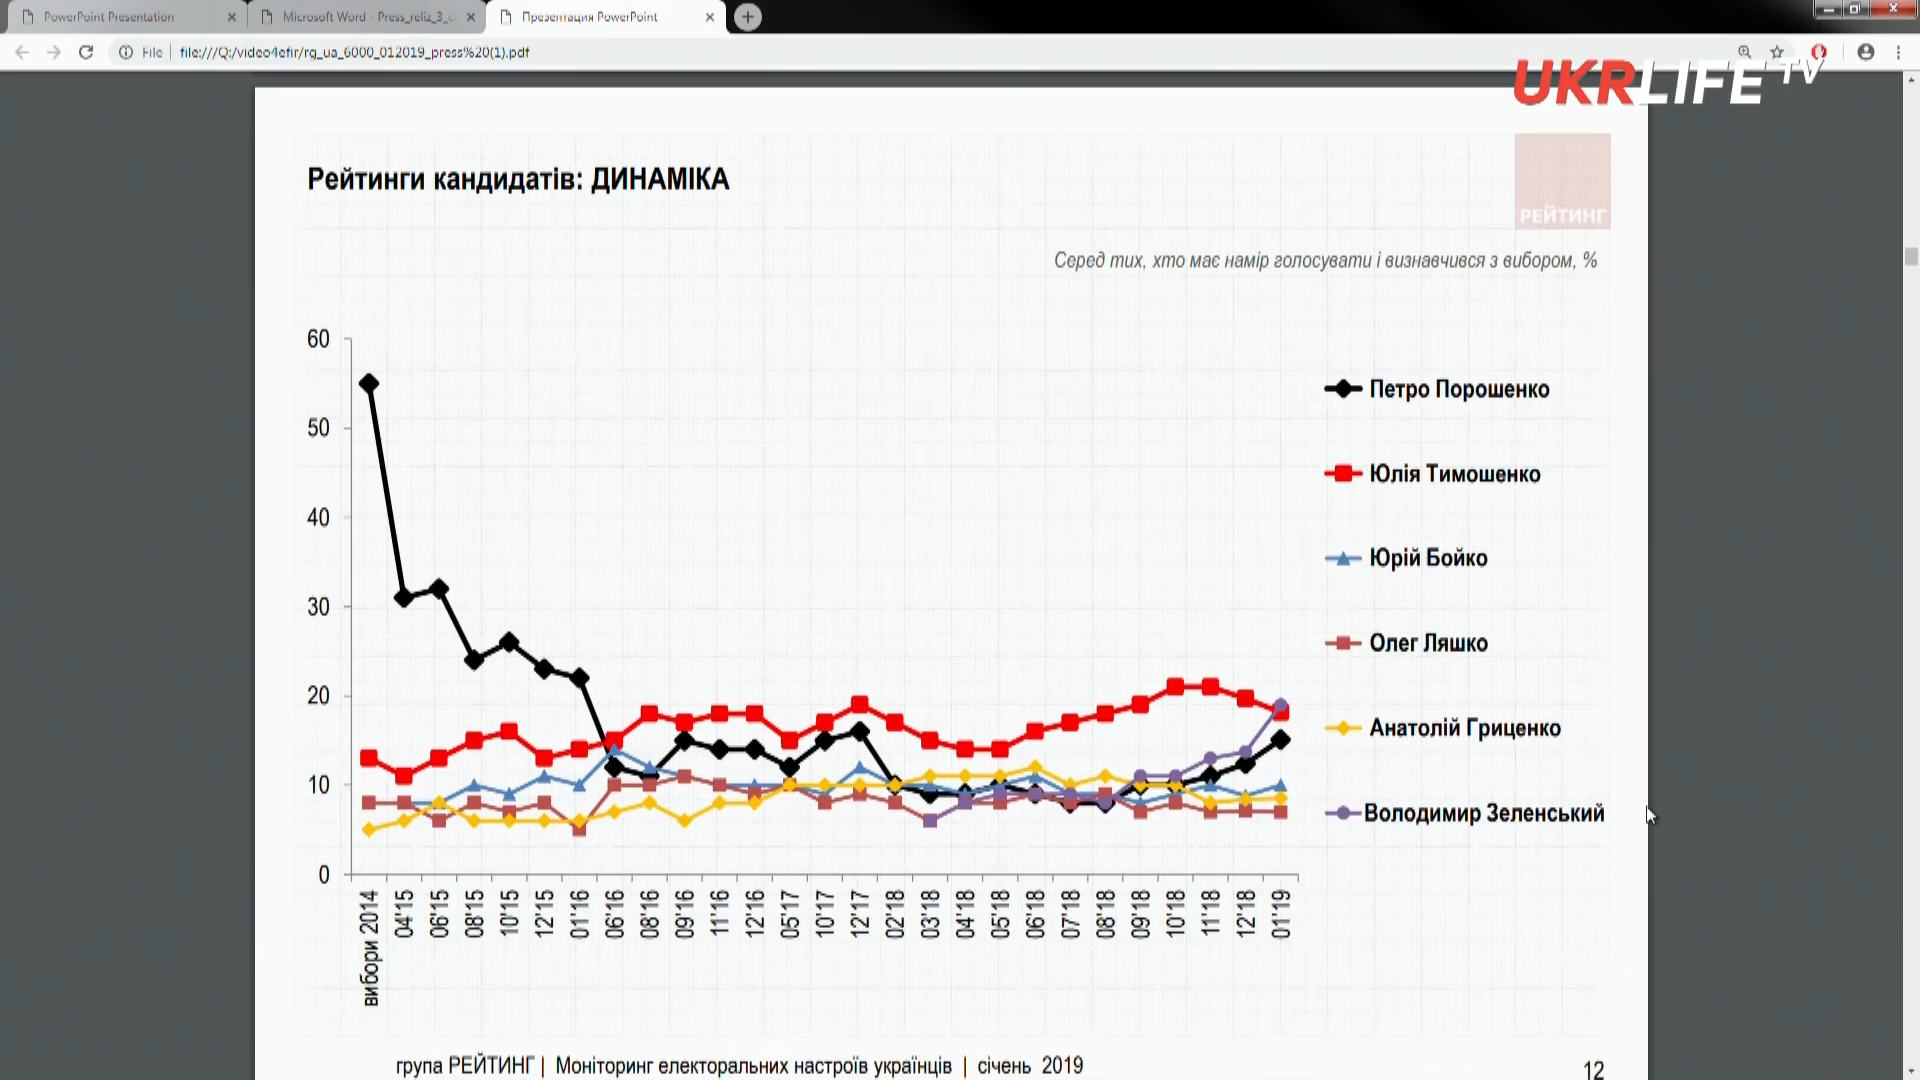 PowerPoint Presentation
Microsoft Word - Press_reliz_3_c
Презентация PowerPoint
File
file:///Q:/video4efir/rg_ua_6000_012019_press%20(1).pdf
UKRLIFE TV
Рейтинги кандидатів: ДИНАМІКА
РЕЙТИНГ
Серед тих, хто має намір голосувати і визнавчився з вибором, %
60
50
40
30
20
10
0
Петро Порошенко
Юлія Тимошенко
Юрій Бойко
Олег Ляшко
Анатолій Гриценко
Володимир Зеленський
вибори 2014
04'15
06'15
08'15
10'15
12'15
01'16
06'16
08'16
09'16
11'16
12'16
05'17
10'17
12'17
02'18
03'18
04'18
05'18
06'18
07'18
08'18
09'18
10'18
11'18
12'18
01'19
група РЕЙТИНГ | Моніторинг електоральних настроїв українців | січень 2019
12